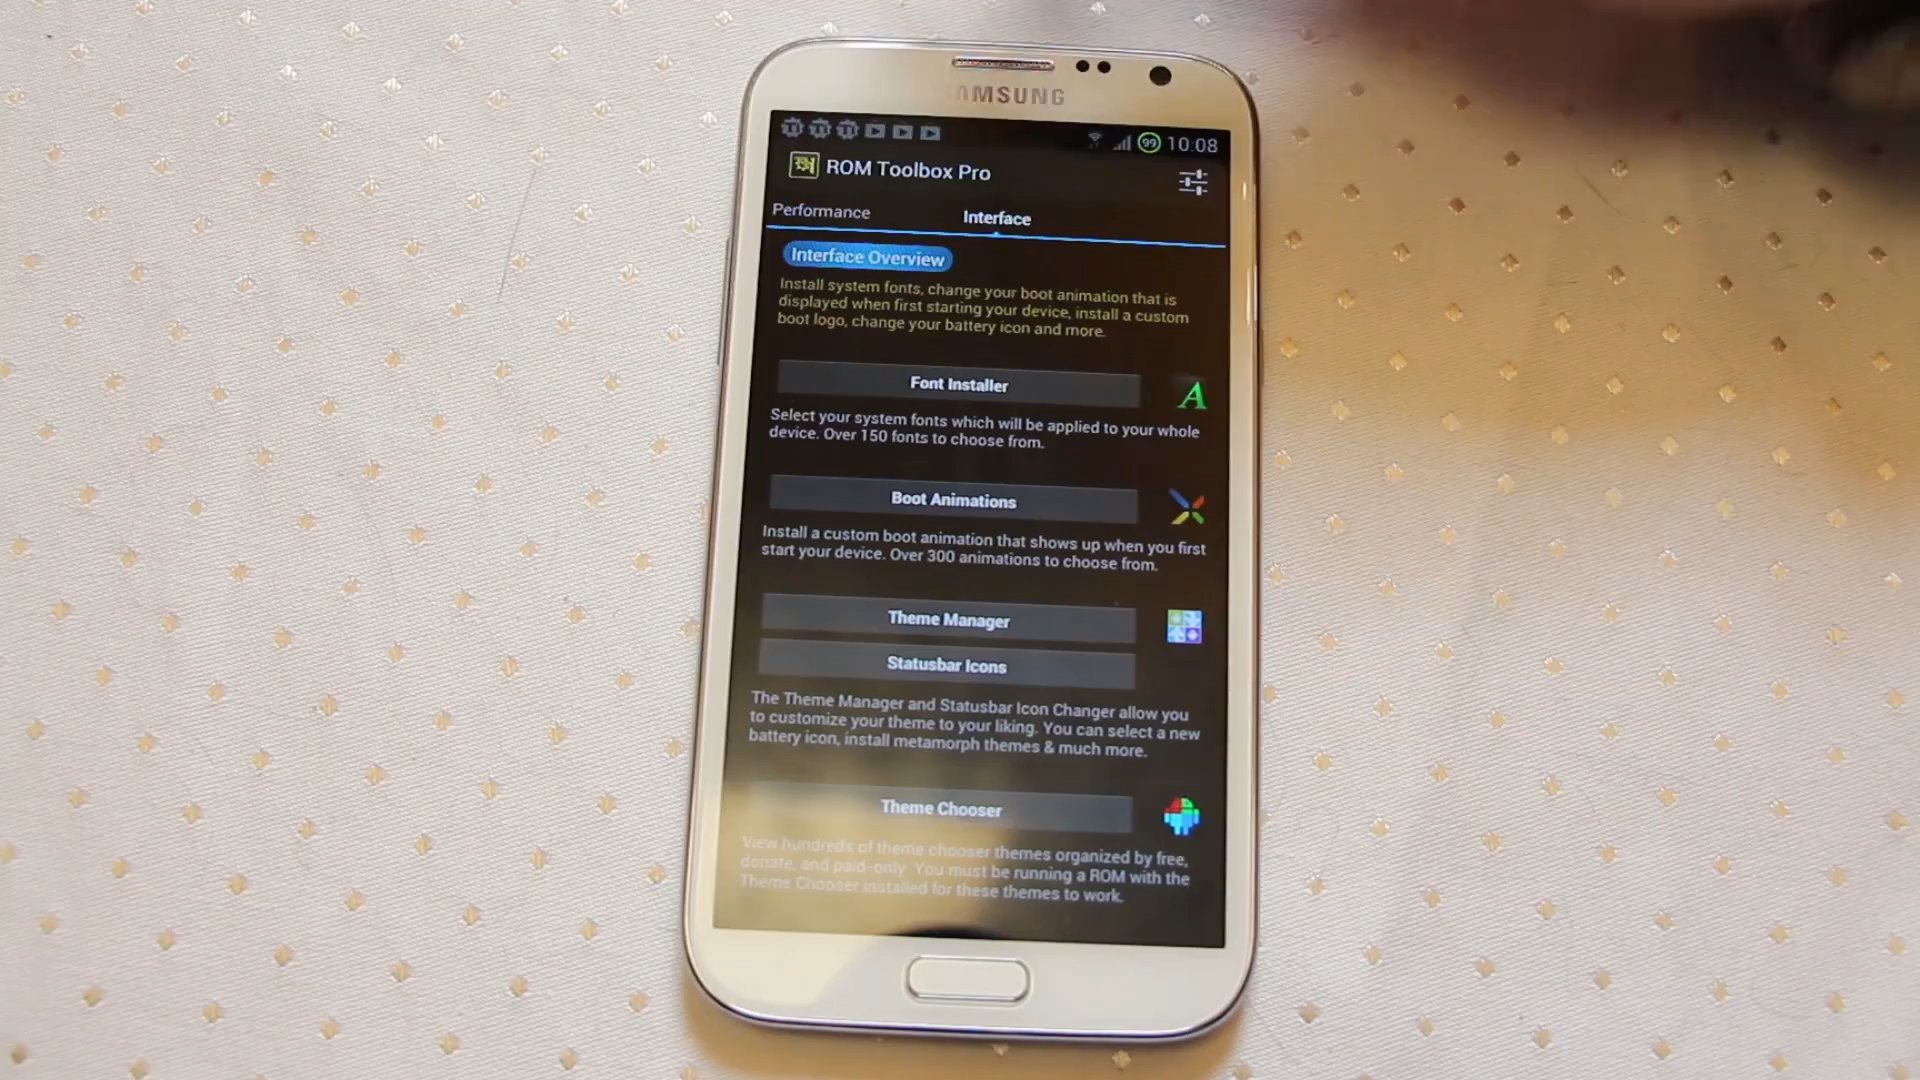 SAMSUNG
99 10:08
ROM Toolbox Pro
Performance Interface
Interface Overview
Install system fonts, change your boot animation that is
displayed when first starting your device, install a custom
boot logo, change your battery icon and more.
Font Installer
A
Select your system fonts which will be applied to your whole
device. Over 150 fonts to choose from.
Boot Animations
Install a custom boot animation that shows up when you first
start your device. Over 300 animations to choose from.
Theme Manager
Statusbar Icons
The Theme Manager and Statusbar Icon Changer allow you
to customize your theme to your liking. You can select a new
battery icon, install metamorph themes & much more.
Theme Chooser
View hundreds of theme chooser themes organized by free,
donate, and paid-only. You must be running a ROM with the
Theme Chooser installed for these themes to work.